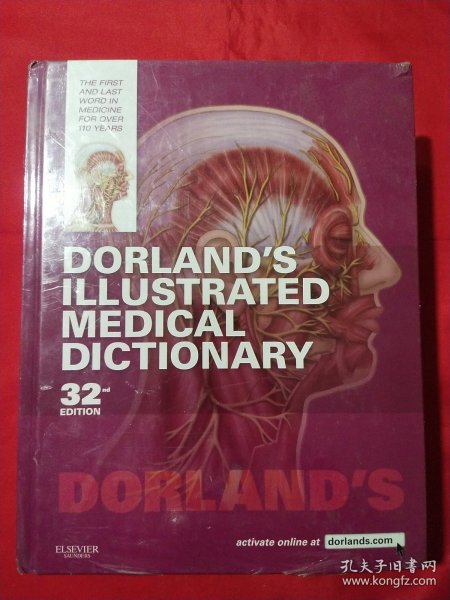 THE FIRST
AND LAST
WORD IN
MEDICINE
FOR OVER
110 YEARS
DORLAND'S
ILLUSTRATED
MEDICAL
DICTIONARY
32nd
EDITION
DORLAND'S
activate online at dorlands.com
ELSEVIER
SAUNDERS
孔夫子旧书网
www.kongfz.com